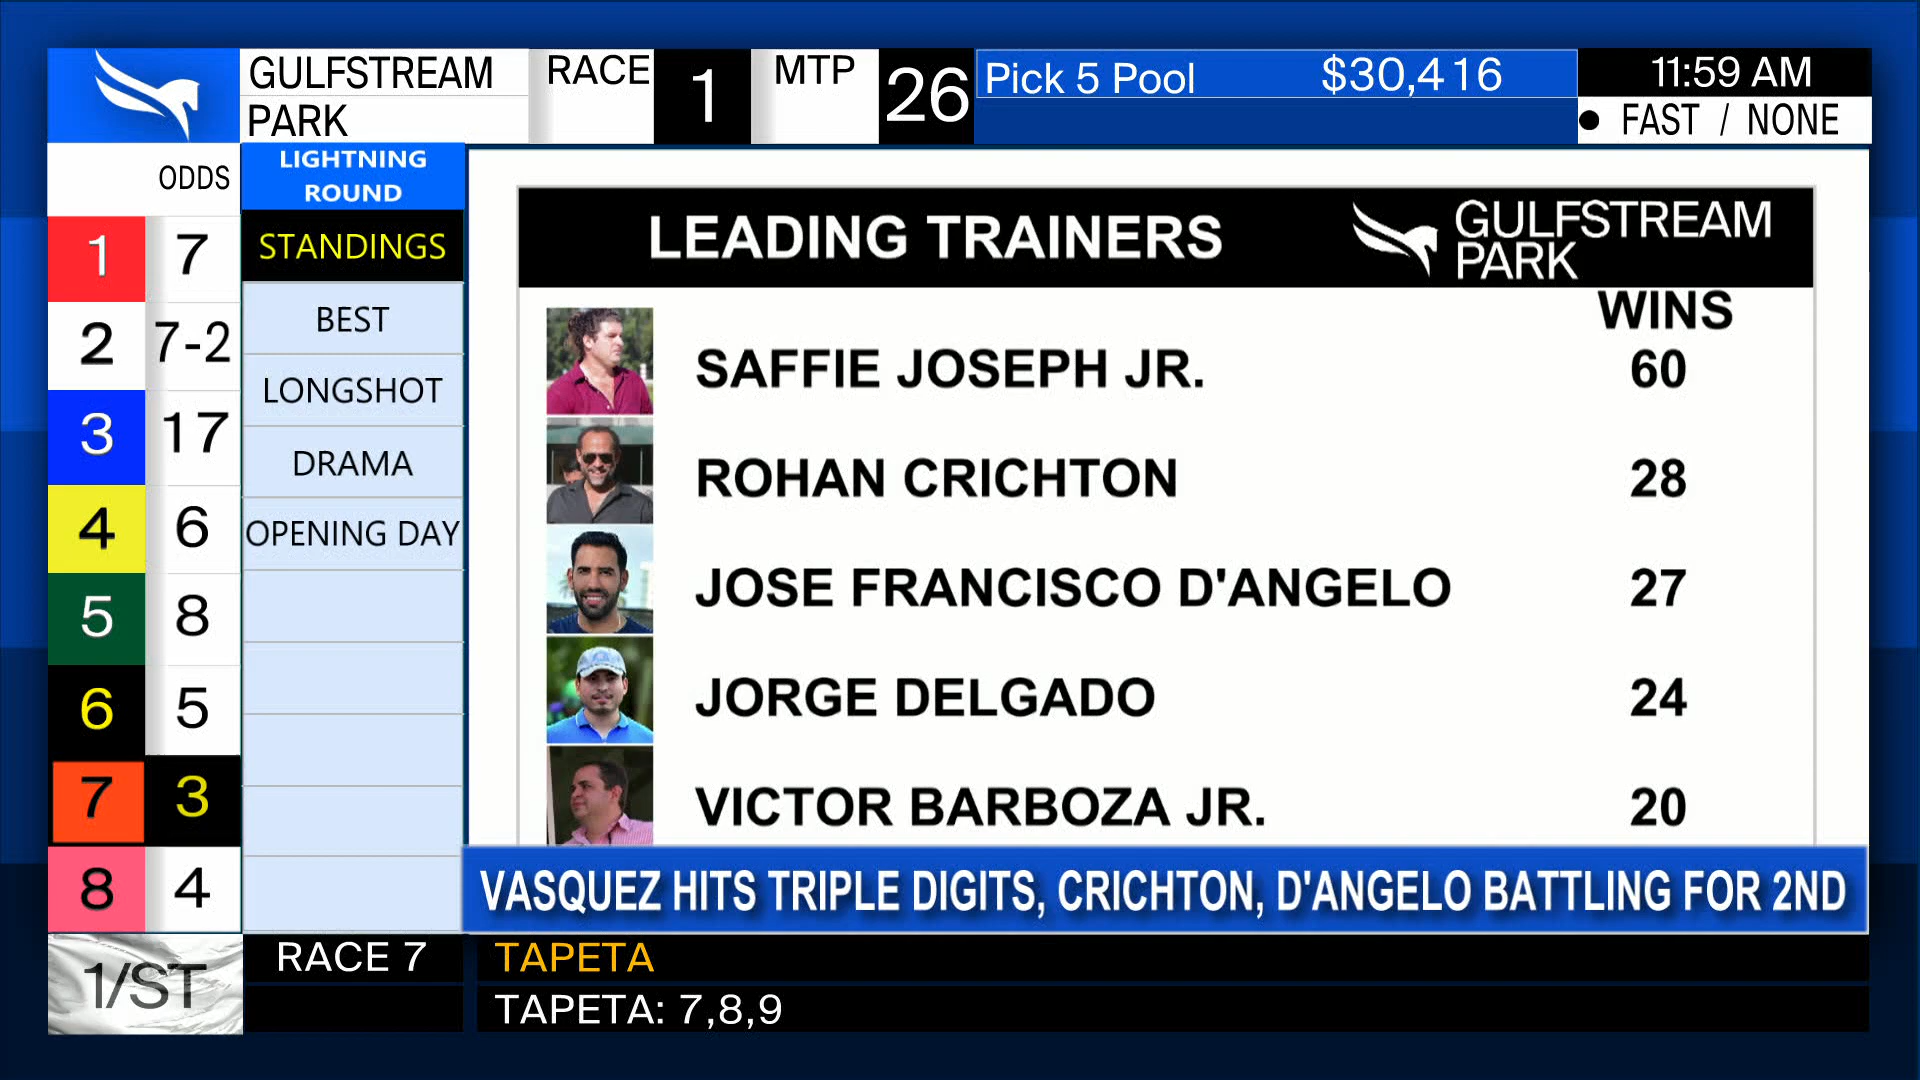 GULFSTREAM
PARK
RACE 1 MTP 26
Pick 5 Pool $30,416
11:59 AM
• FAST / NONE
ODDS
1 7
2 7-2
3 17
4 6
5 8
6 5
7 3
8 4
LIGHTNING
ROUND
STANDINGS
BEST
LONGSHOT
DRAMA
OPENING DAY
LEADING TRAINERS
GULFSTREAM
PARK
WINS
SAFFIE JOSEPH JR. 60
ROHAN CRICHTON 28
JOSE FRANCISCO D'ANGELO 27
JORGE DELGADO 24
VICTOR BARBOZA JR. 20
VASQUEZ HITS TRIPLE DIGITS, CRICHTON, D'ANGELO BATTLING FOR 2ND
1/ST
RACE 7 TAPETA
TAPETA: 7,8,9